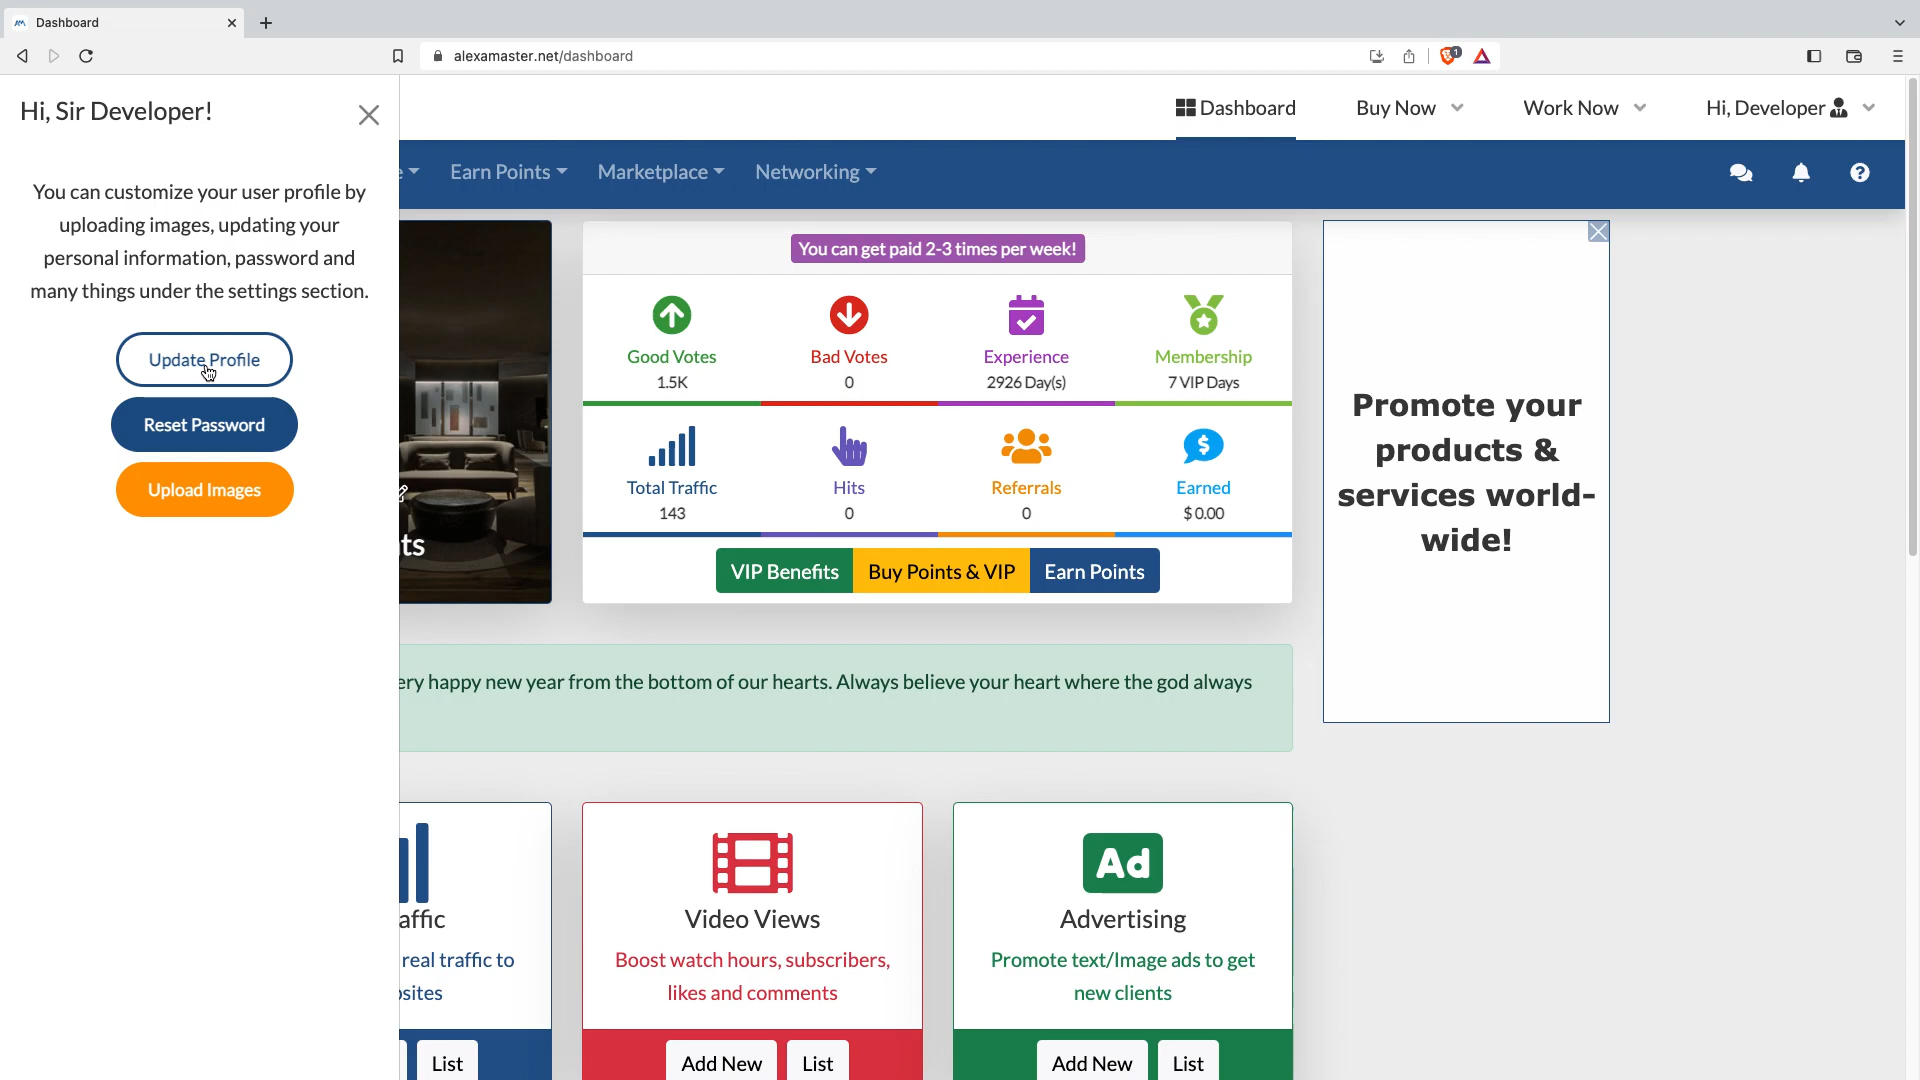 Dashboard
alexamaster.net/dashboard
1
Hi, Sir Developer!
Dashboard
Buy Now
Work Now
Hi, Developer
You can customize your user profile by
uploading images, updating your
personal information, password and
many things under the settings section.
Update Profile
Reset Password
Upload Images
e
Earn Points
Marketplace
Networking
You can get paid 2-3 times per week!
Good Votes
1.5K
Bad Votes
0
Experience
2926 Day(s)
Membership
7 VIP Days
Total Traffic
143
Hits
0
Referrals
0
Earned
$ 0.00
VIP Benefits
Buy Points & VIP
Earn Points
ts
Promote your
products &
services world-
wide!
ery happy new year from the bottom of our hearts. Always believe your heart where the god always
affic
real traffic to
osites
List
Video Views
Boost watch hours, subscribers,
likes and comments
Add New
List
Ad
Advertising
Promote text/Image ads to get
new clients
Add New
List